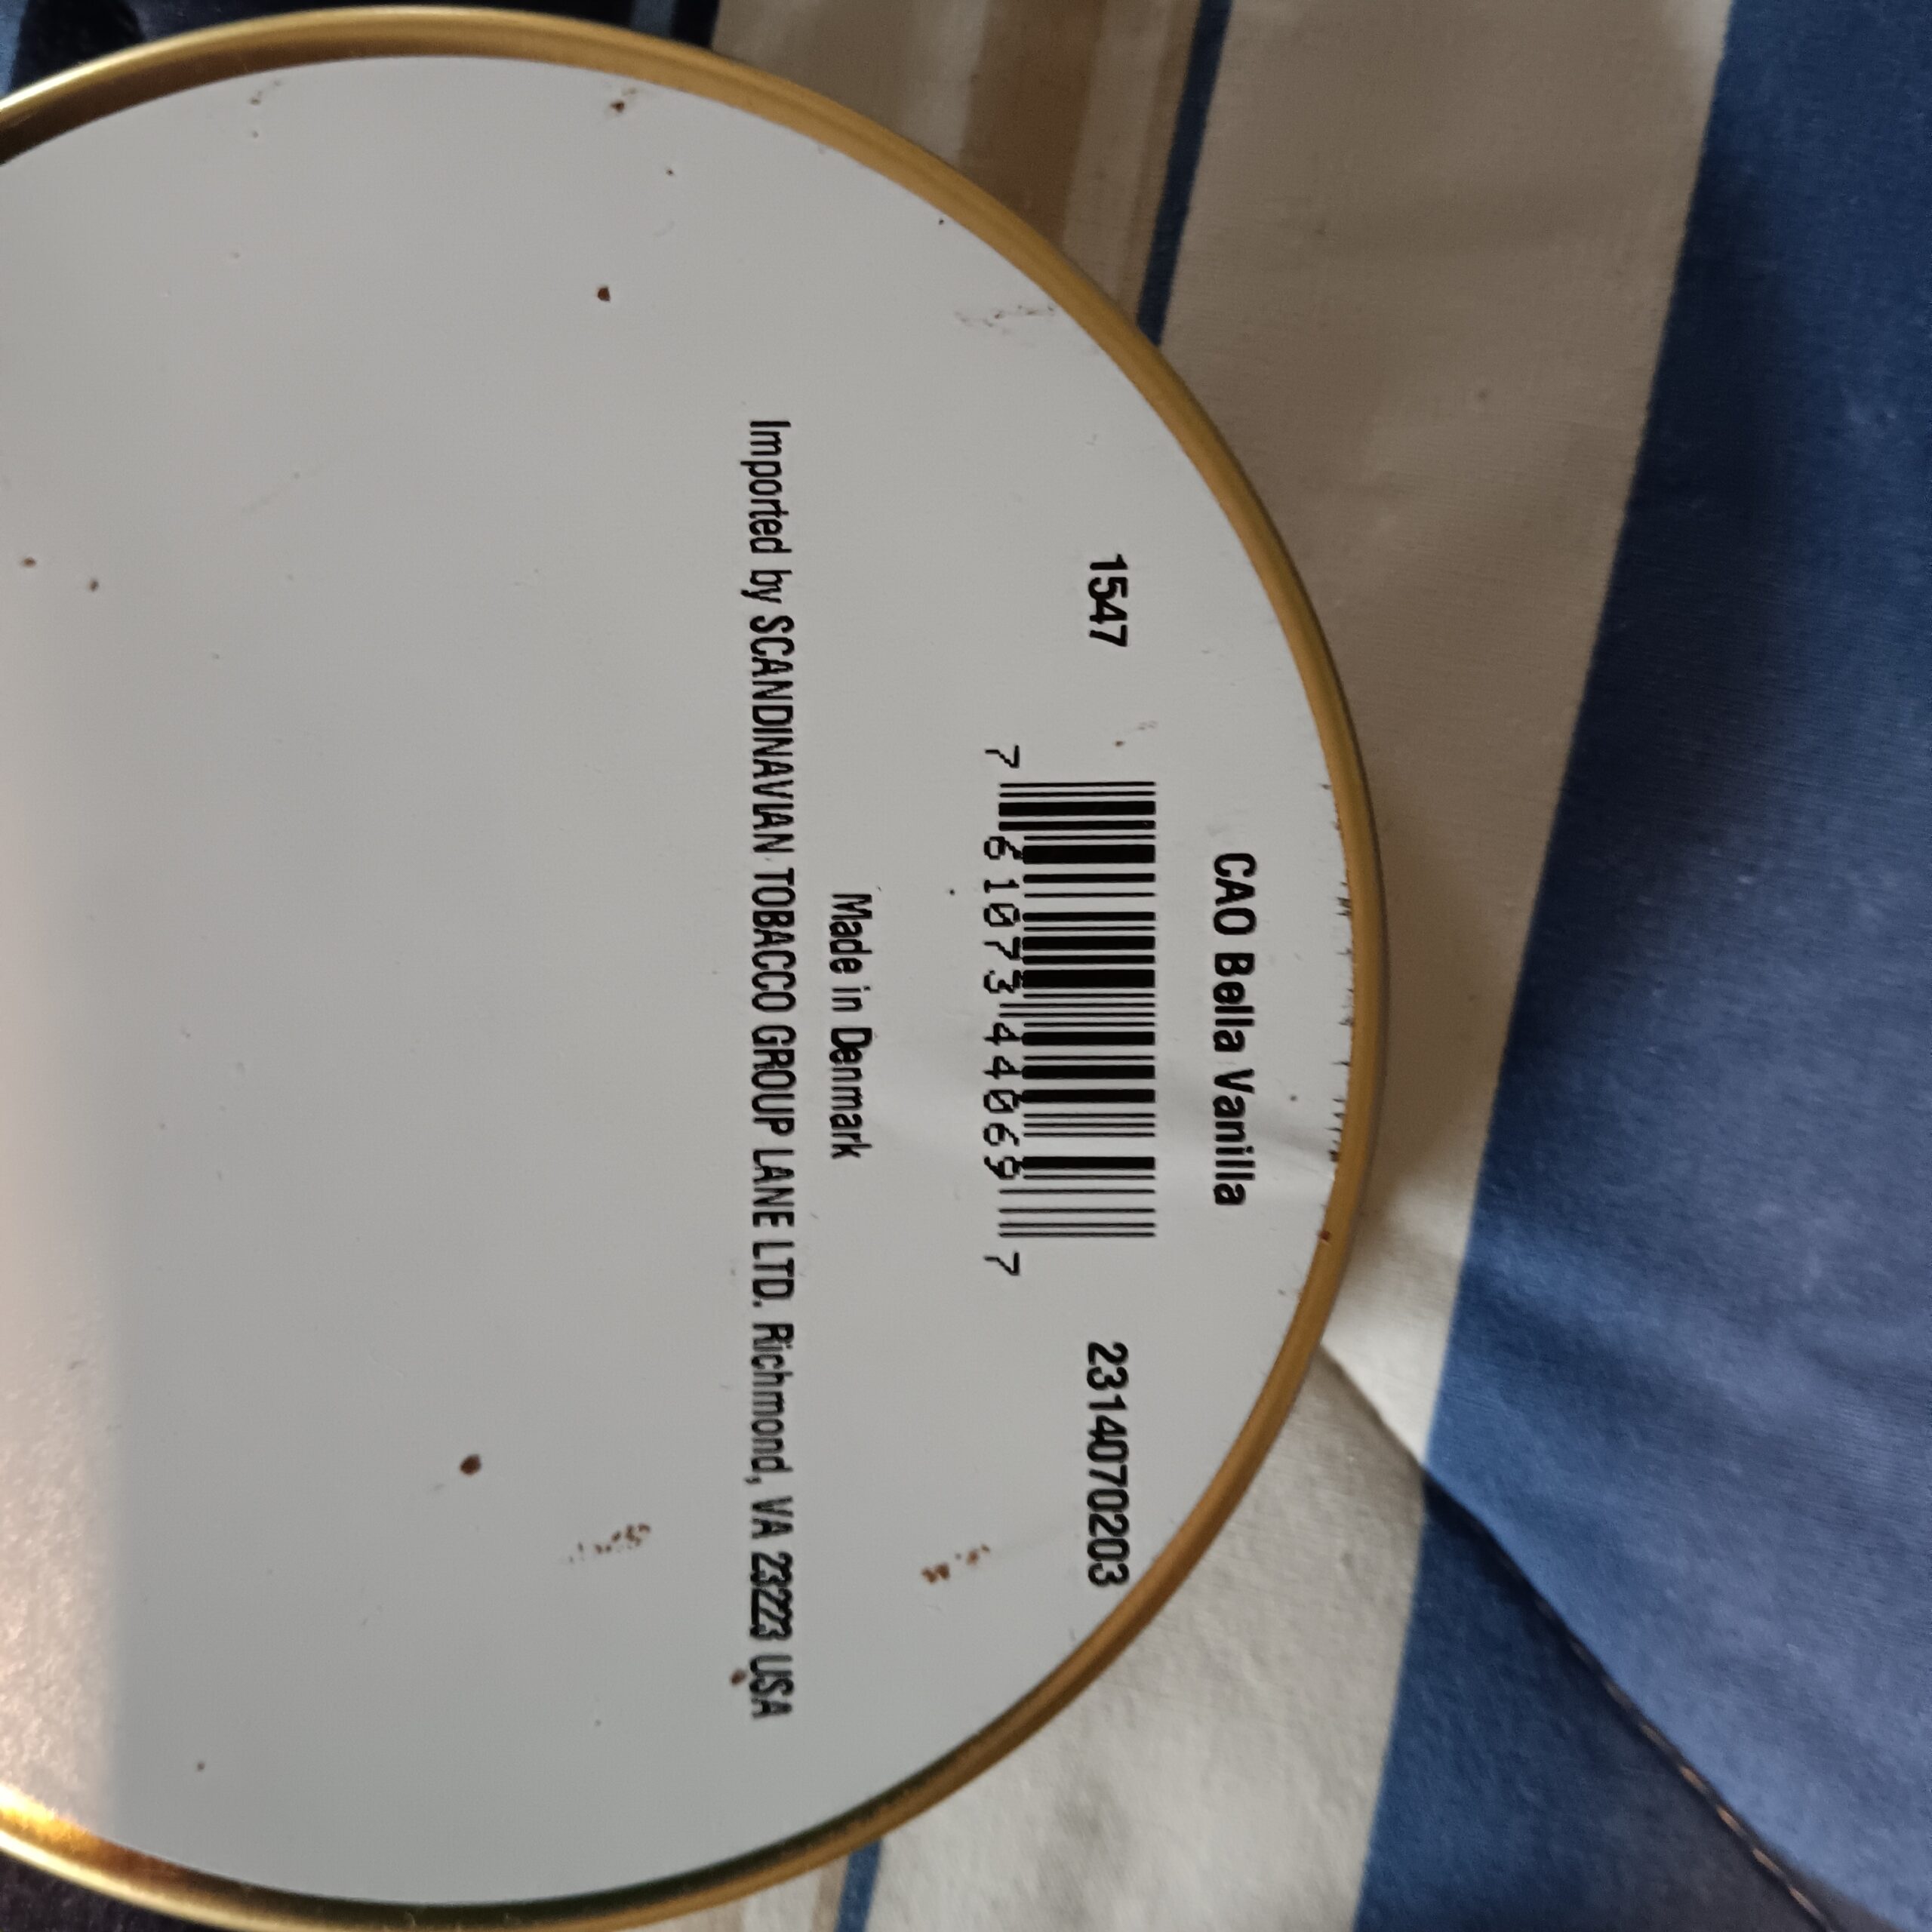 CAO Bella Vanilla
1547
7 61073 44069 7
2314070203
Made in Denmark
Imported by SCANDINAVIAN TOBACCO GROUP LANE LTD. Richmond, VA 23223 USA